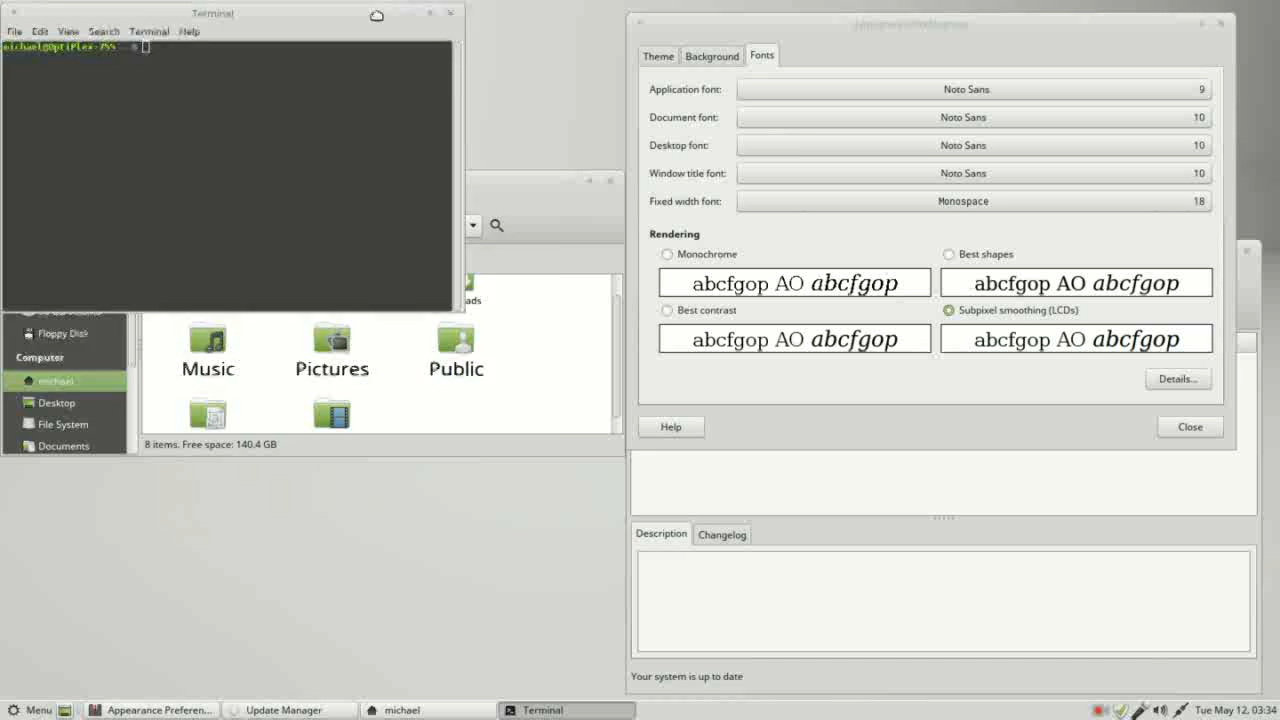 Terminal
File Edit View Search Terminal Help
michael@OptiPlex-755 ~ $
Theme Background Fonts
Application font: Noto Sans 9
Document font: Noto Sans 10
Desktop font: Noto Sans 10
Window title font: Noto Sans 10
Fixed width font: Monospace 18
Rendering
Monochrome Best shapes
abcfgop AO abcfgop abcfgop AO abcfgop
Best contrast Subpixel smoothing (LCDs)
abcfgop AO abcfgop abcfgop AO abcfgop
Details...
Help Close
ads
Floppy Disk
Computer
michael
Desktop
File System
Documents
Music Pictures Public
8 items. Free space: 140.4 GB
Description Changelog
Your system is up to date
Menu Appearance Preferen... Update Manager michael Terminal Tue May 12, 03:34